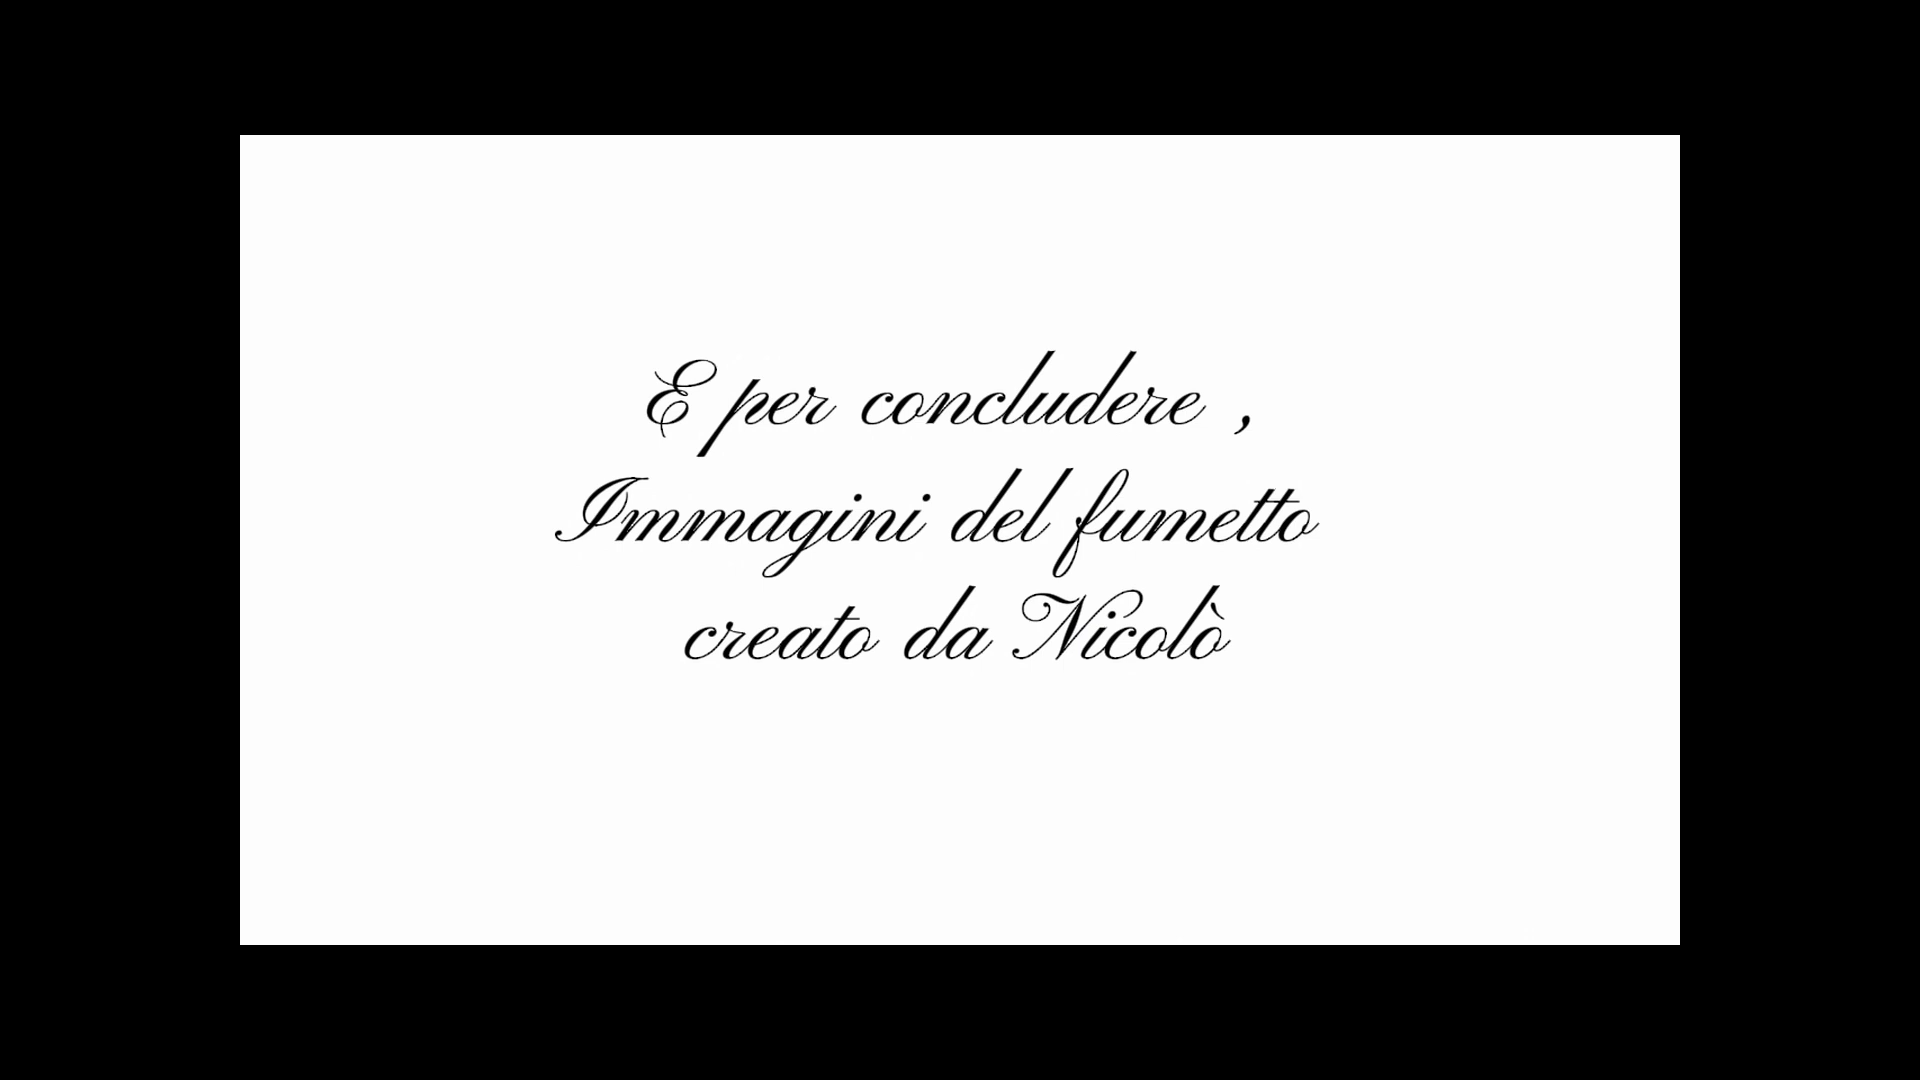 E per concludere ,
Immagini del fumetto
creato da Nicolò